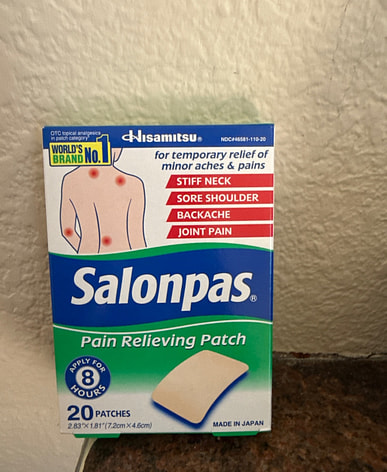 OTC topical analgesics
in patch category*
WORLD'S
BRAND No.1
Hisamitsu®
NDC#46581-110-20
for temporary relief of
minor aches & pains
STIFF NECK
SORE SHOULDER
BACKACHE
JOINT PAIN
Salonpas®
Pain Relieving Patch
APPLY FOR
8
HOURS
20 PATCHES
2.83" × 1.81" (7.2cm × 4.6cm)
MADE IN JAPAN